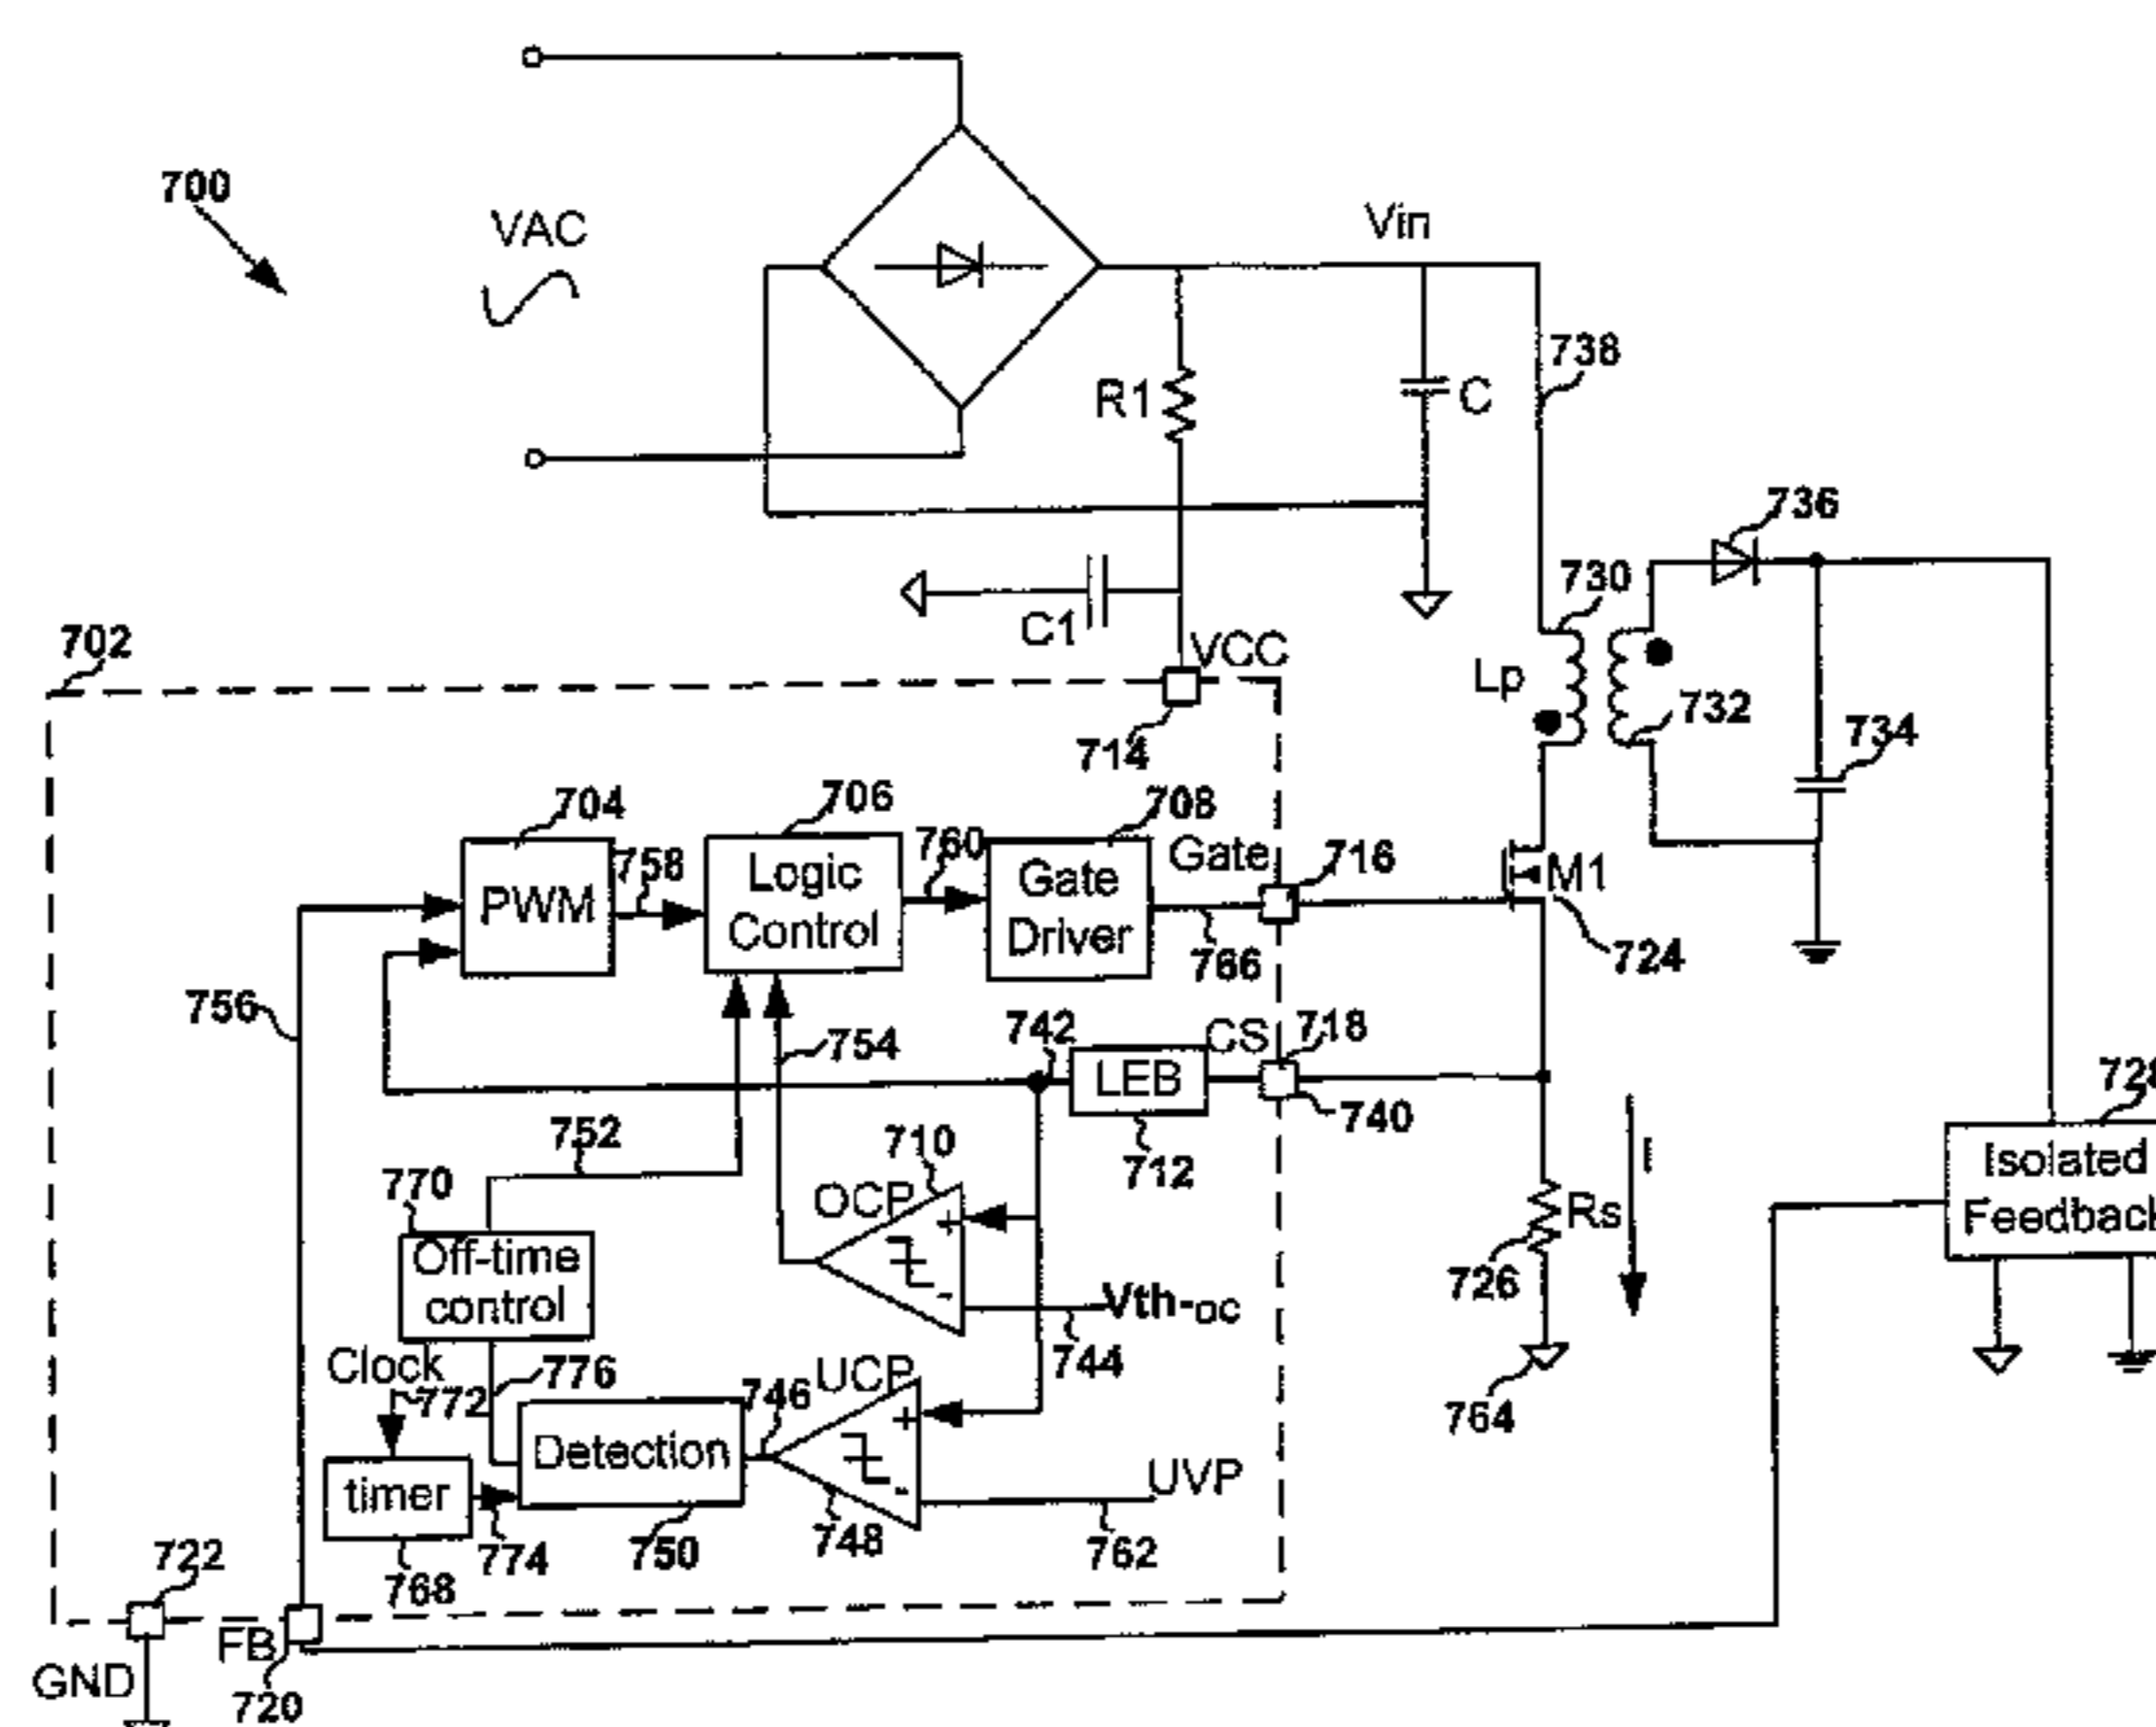 700
VAC
Vin
738
R1
C
736
730
C1
VCC
702
Lp
732
734
714
704
706
708
758
760
Gate
716
PWM
Logic
Control
Gate
Driver
M1
766
724
756
754
742
CS
718
LEB
740
728
752
710
712
I
Isolated
Feedback
770
OCP
+
-
Rs
Off-time
control
Vth-OC
726
744
Clock
776
UCP
772
746
+
764
Detection
UVP
timer
-
774
750
748
762
722
768
FB
GND
720